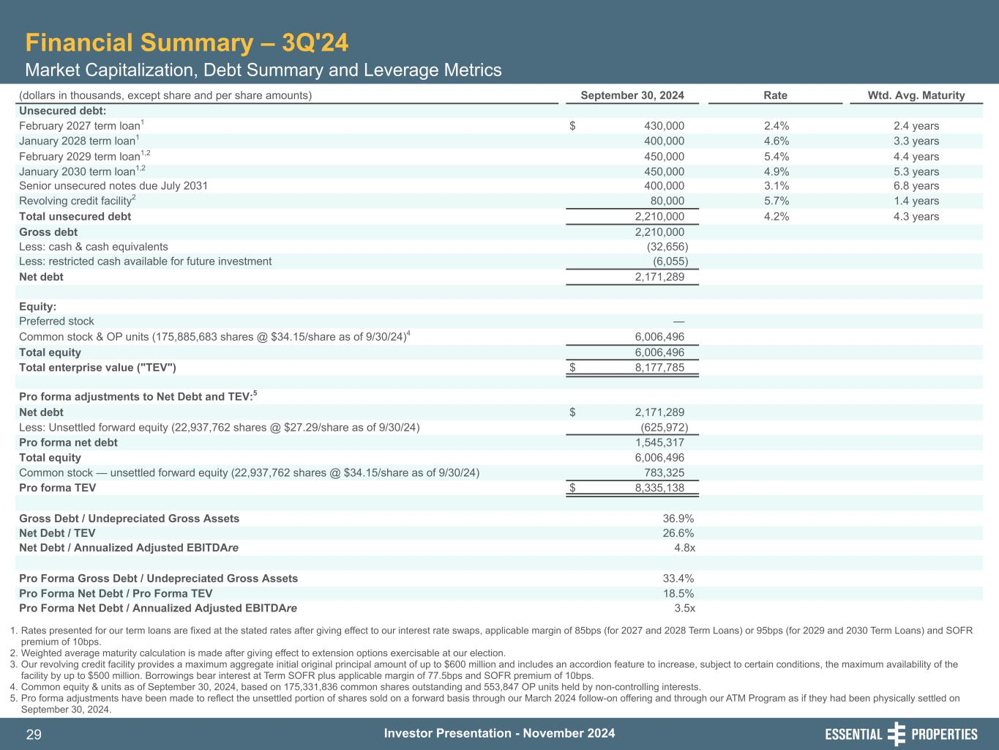 Financial Summary – 3Q'24
Market Capitalization, Debt Summary and Leverage Metrics
(dollars in thousands, except share and per share amounts) September 30, 2024 Rate Wtd. Avg. Maturity
Unsecured debt:
February 2027 term loan1 $ 430,000 2.4% 2.4 years
January 2028 term loan1 400,000 4.6% 3.3 years
February 2029 term loan1,2 450,000 5.4% 4.4 years
January 2030 term loan1,2 450,000 4.9% 5.3 years
Senior unsecured notes due July 2031 400,000 3.1% 6.8 years
Revolving credit facility2 80,000 5.7% 1.4 years
Total unsecured debt 2,210,000 4.2% 4.3 years
Gross debt 2,210,000
Less: cash & cash equivalents (32,656)
Less: restricted cash available for future investment (6,055)
Net debt 2,171,289
Equity:
Preferred stock —
Common stock & OP units (175,885,683 shares @ $34.15/share as of 9/30/24)4 6,006,496
Total equity 6,006,496
Total enterprise value ("TEV") $ 8,177,785
Pro forma adjustments to Net Debt and TEV:5
Net debt $ 2,171,289
Less: Unsettled forward equity (22,937,762 shares @ $27.29/share as of 9/30/24) (625,972)
Pro forma net debt 1,545,317
Total equity 6,006,496
Common stock — unsettled forward equity (22,937,762 shares @ $34.15/share as of 9/30/24) 783,325
Pro forma TEV $ 8,335,138
Gross Debt / Undepreciated Gross Assets 36.9%
Net Debt / TEV 26.6%
Net Debt / Annualized Adjusted EBITDAre 4.8x
Pro Forma Gross Debt / Undepreciated Gross Assets 33.4%
Pro Forma Net Debt / Pro Forma TEV 18.5%
Pro Forma Net Debt / Annualized Adjusted EBITDAre 3.5x
1. Rates presented for our term loans are fixed at the stated rates after giving effect to our interest rate swaps, applicable margin of 85bps (for 2027 and 2028 Term Loans) or 95bps (for 2029 and 2030 Term Loans) and SOFR
premium of 10bps.
2. Weighted average maturity calculation is made after giving effect to extension options exercisable at our election.
3. Our revolving credit facility provides a maximum aggregate initial original principal amount of up to $600 million and includes an accordion feature to increase, subject to certain conditions, the maximum availability of the
facility by up to $500 million. Borrowings bear interest at Term SOFR plus applicable margin of 77.5bps and SOFR premium of 10bps.
4. Common equity & units as of September 30, 2024, based on 175,331,836 common shares outstanding and 553,847 OP units held by non-controlling interests.
5. Pro forma adjustments have been made to reflect the unsettled portion of shares sold on a forward basis through our March 2024 follow-on offering and through our ATM Program as if they had been physically settled on
September 30, 2024.
29 Investor Presentation - November 2024 ESSENTIAL PROPERTIES